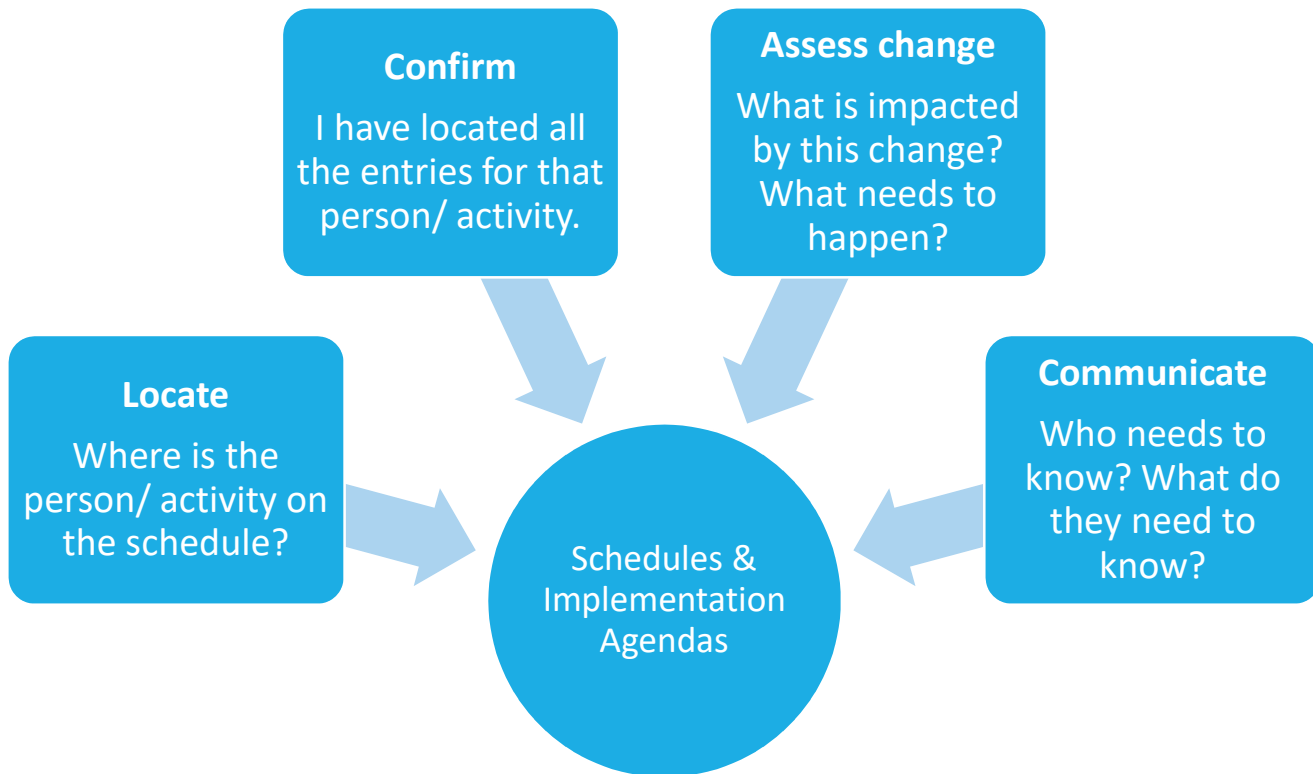 Confirm
I have located all
the entries for that
person/ activity.
Assess change
What is impacted
by this change?
What needs to
happen?
Locate
Where is the
person/ activity on
the schedule?
Communicate
Who needs to
know? What do
they need to
know?
Schedules &
Implementation
Agendas